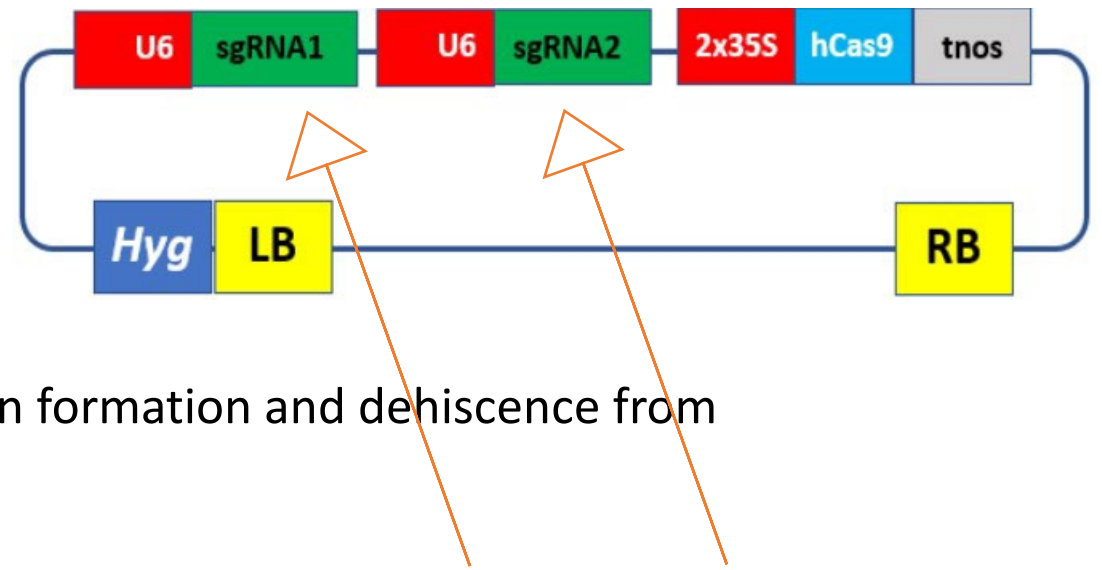 U6 sgRNA1 U6 sgRNA2 2x35S hCas9 tnos
Hyg LB RB
n formation and dehiscence from